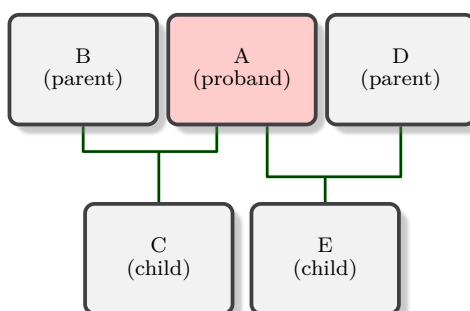 B
(parent)
A
(proband)
D
(parent)
C
(child)
E
(child)